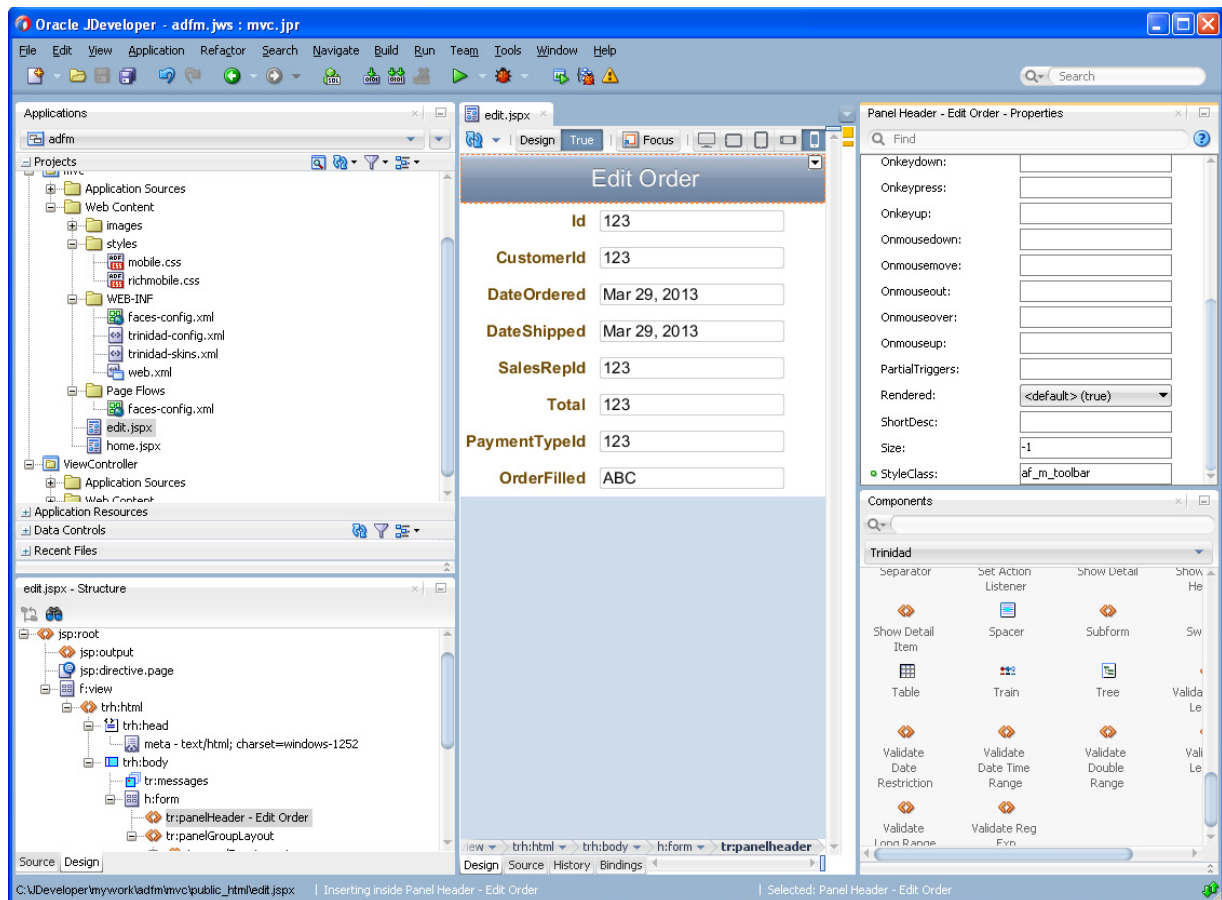 Oracle JDeveloper - adfm.jws : mvc.jpr
File Edit View Application Refactor Search Navigate Build Run Team Tools Window Help
Search
Applications
adfm
Projects
mvc
Application Sources
Web Content
images
styles
mobile.css
richmobile.css
WEB-INF
faces-config.xml
trinidad-config.xml
trinidad-skins.xml
web.xml
Page Flows
faces-config.xml
edit.jspx
home.jspx
ViewController
Application Sources
Web Content
Application Resources
Data Controls
Recent Files
edit.jspx - Structure
jsp:root
jsp:output
jsp:directive.page
f:view
trh:html
trh:head
meta - text/html; charset=windows-1252
trh:body
tr:messages
h:form
tr:panelHeader - Edit Order
tr:panelGroupLayout
Source Design
edit.jspx
Design True Focus
Edit Order
Id 123
CustomerId 123
DateOrdered Mar 29, 2013
DateShipped Mar 29, 2013
SalesRepId 123
Total 123
PaymentTypeId 123
OrderFilled ABC
trh:html trh:body h:form tr:panelheader
Design Source History Bindings
Panel Header - Edit Order - Properties
Find
Onkeydown:
Onkeypress:
Onkeyup:
Onmousedown:
Onmousemove:
Onmouseout:
Onmouseover:
Onmouseup:
PartialTriggers:
Rendered: <default> (true)
ShortDesc:
Size: -1
StyleClass: af_m_toolbar
Components
Trinidad
Separator Set Action Show Detail Show
Listener He
Show Detail Spacer Subform Sw
Item
Table Train Tree Valida
Le
Validate Validate Validate Vali
Date Date Time Double Le
Restriction Range Range
Validate Validate Reg
Long Range Exp
C:\JDeveloper\mywork\adfm\mvc\public_html\edit.jspx | Inserting inside Panel Header - Edit Order | Selected: Panel Header - Edit Order